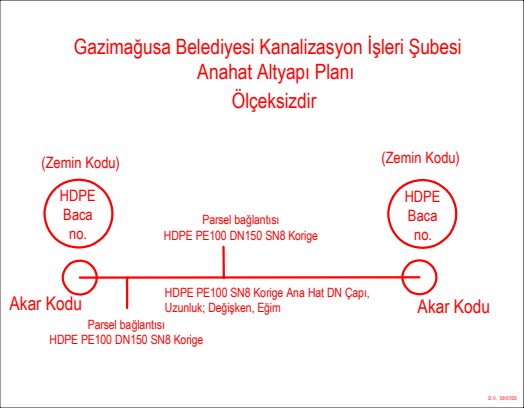 Gazimağusa Belediyesi Kanalizasyon İşleri Şubesi
Anahat Altyapı Planı
Ölçeksizdir
(Zemin Kodu)
HDPE
Baca
no.
(Zemin Kodu)
HDPE
Baca
no.
Parsel bağlantısı
HDPE PE100 DN150 SN8 Korige
Akar Kodu
HDPE PE100 SN8 Korige Ana Hat DN Çapı,
Uzunluk; Değişken, Eğim
Akar Kodu
Parsel bağlantısı
HDPE PE100 DN150 SN8 Korige